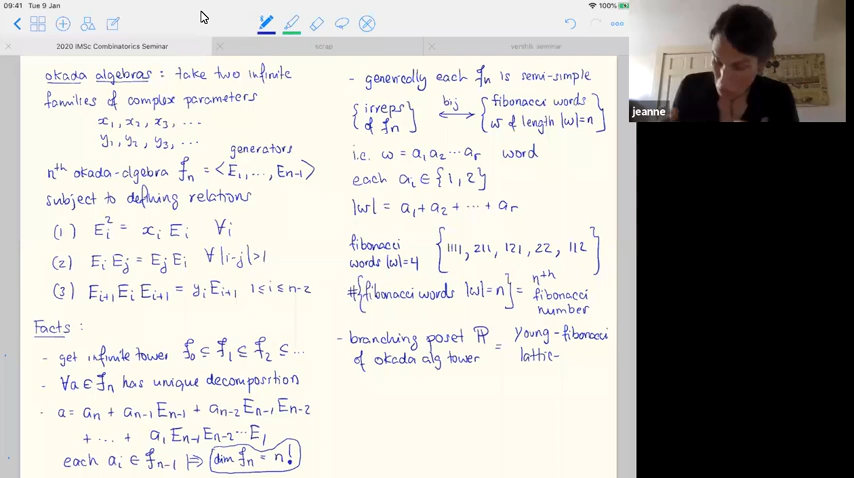 09:41 Tue 9 Jan
100%
2020 IMSc Combinatorics Seminar
scrap
vershik seminar
okada algebras : take two infinite
families of complex parameters
x₁, x₂, x₃, ...
y₁, y₂, y₃, ...
generators
nᵗʰ okada-algebra 𝓕ₙ = <E₁, ..., Eₙ₋₁>
subject to defining relations
(1) Eᵢ² = xᵢ Eᵢ ∀i
(2) Eᵢ Eⱼ = Eⱼ Eᵢ ∀ |i-j|>1
(3) Eᵢ₊₁ Eᵢ Eᵢ₊₁ = yᵢ Eᵢ₊₁ 1 ≤ i ≤ n-2
Facts :
- get infinite tower 𝓕₀ ⊆ 𝓕₁ ⊆ 𝓕₂ ⊆ ...
- ∀a ∈ 𝓕ₙ has unique decomposition
- a = aₙ + aₙ₋₁ Eₙ₋₁ + aₙ₋₂ Eₙ₋₁ Eₙ₋₂
+ ... + a₁ Eₙ₋₁ Eₙ₋₂ ... E₁
each aᵢ ∈ 𝓕ₙ₋₁ ⇒ dim 𝓕ₙ = n!
- generically each 𝓕ₙ is semi-simple
{irreps of 𝓕ₙ} bij ⟷ {fibonacci words w of length |w|=n}
i.e. w = a₁ a₂ ... aᵣ word
each aᵢ ∈ {1, 2}
|w| = a₁ + a₂ + ... + aᵣ
fibonacci words |w|=4 {1111, 211, 121, 22, 112}
#{fibonacci words |w|=n} = nᵗʰ fibonacci number
- branching poset ℙ = young-fibonacci
of okada alg tower lattic-
jeanne